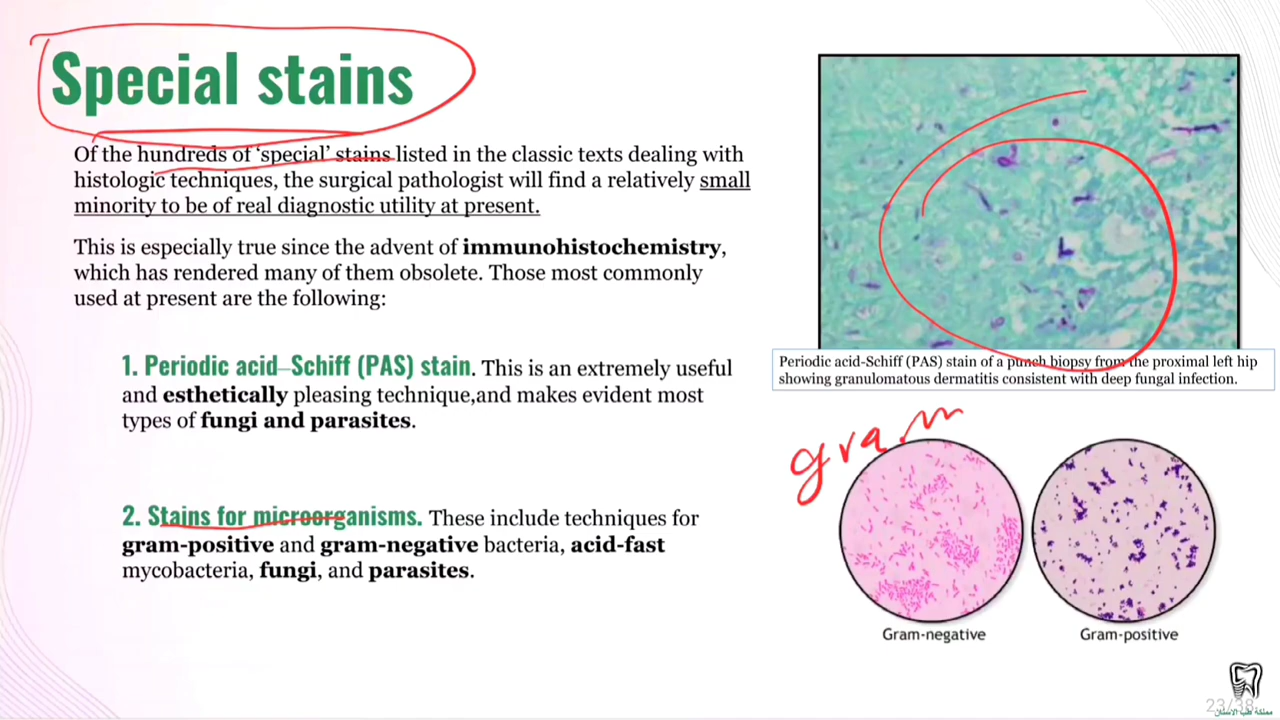 Special stains
Of the hundreds of ‘special’ stains listed in the classic texts dealing with
histologic techniques, the surgical pathologist will find a relatively small
minority to be of real diagnostic utility at present.
This is especially true since the advent of immunohistochemistry,
which has rendered many of them obsolete. Those most commonly
used at present are the following:
1. Periodic acid–Schiff (PAS) stain. This is an extremely useful
and esthetically pleasing technique,and makes evident most
types of fungi and parasites.
2. Stains for microorganisms. These include techniques for
gram-positive and gram-negative bacteria, acid-fast
mycobacteria, fungi, and parasites.
Periodic acid-Schiff (PAS) stain of a punch biopsy from the proximal left hip
showing granulomatous dermatitis consistent with deep fungal infection.
gram
Gram-negative
Gram-positive
23/38
مملكة طب الاسنان